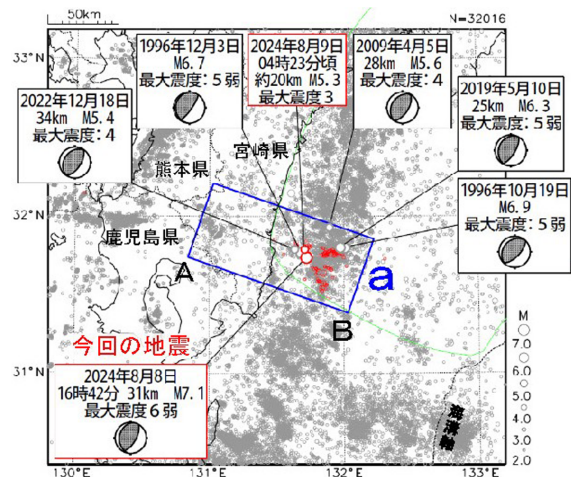 50km
N=32016
33°N
1996年12月3日
M6.7
最大震度:5弱
2024年8月9日
04時23分頃
約20km M5.3
最大震度3
2009年4月5日
28km M5.6
最大震度:4
2019年5月10日
25km M6.3
最大震度:5弱
2022年12月18日
34km M5.4
最大震度:4
熊本県
宮崎県
1996年10月19日
M6.9
最大震度:5弱
32°N
鹿児島県
A
a
B
今回の地震
31°N
2024年8月8日
16時42分 31km M7.1
最大震度6弱
海溝軸
M
7.0
6.0
5.0
4.0
3.0
2.0
130°E
131°E
132°E
133°E